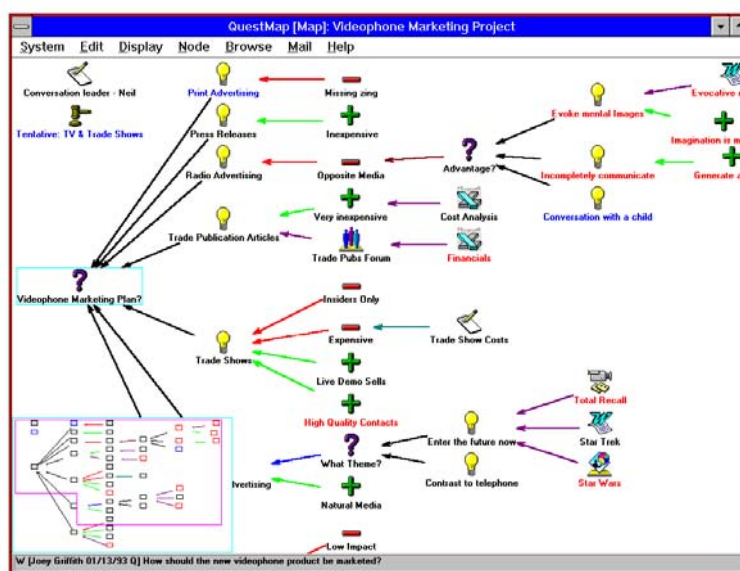 QuestMap [Map]: Videophone Marketing Project
System Edit Display Node Browse Mail Help
Conversation leader - Neil
Tentative: TV & Trade Shows
Print Advertising
Missing zing
Press Releases
Inexpensive
Radio Advertising
Opposite Media
Advantage?
Evoke mental Images
Evocative
Imagination is
Incompletely communicate
Generate
Conversation with a child
Trade Publication Articles
Very inexpensive
Cost Analysis
Trade Pubs Forum
Financials
Videophone Marketing Plan?
Insiders Only
Trade Shows
Expensive
Trade Show Costs
Live Demo Sells
High Quality Contacts
What Theme?
Enter the future now
Total Recall
Star Trek
Star Wars
Contrast to telephone
Natural Media
Low Impact
W [Joey Griffith 01/13/93 Q] How should the new videophone product be marketed?